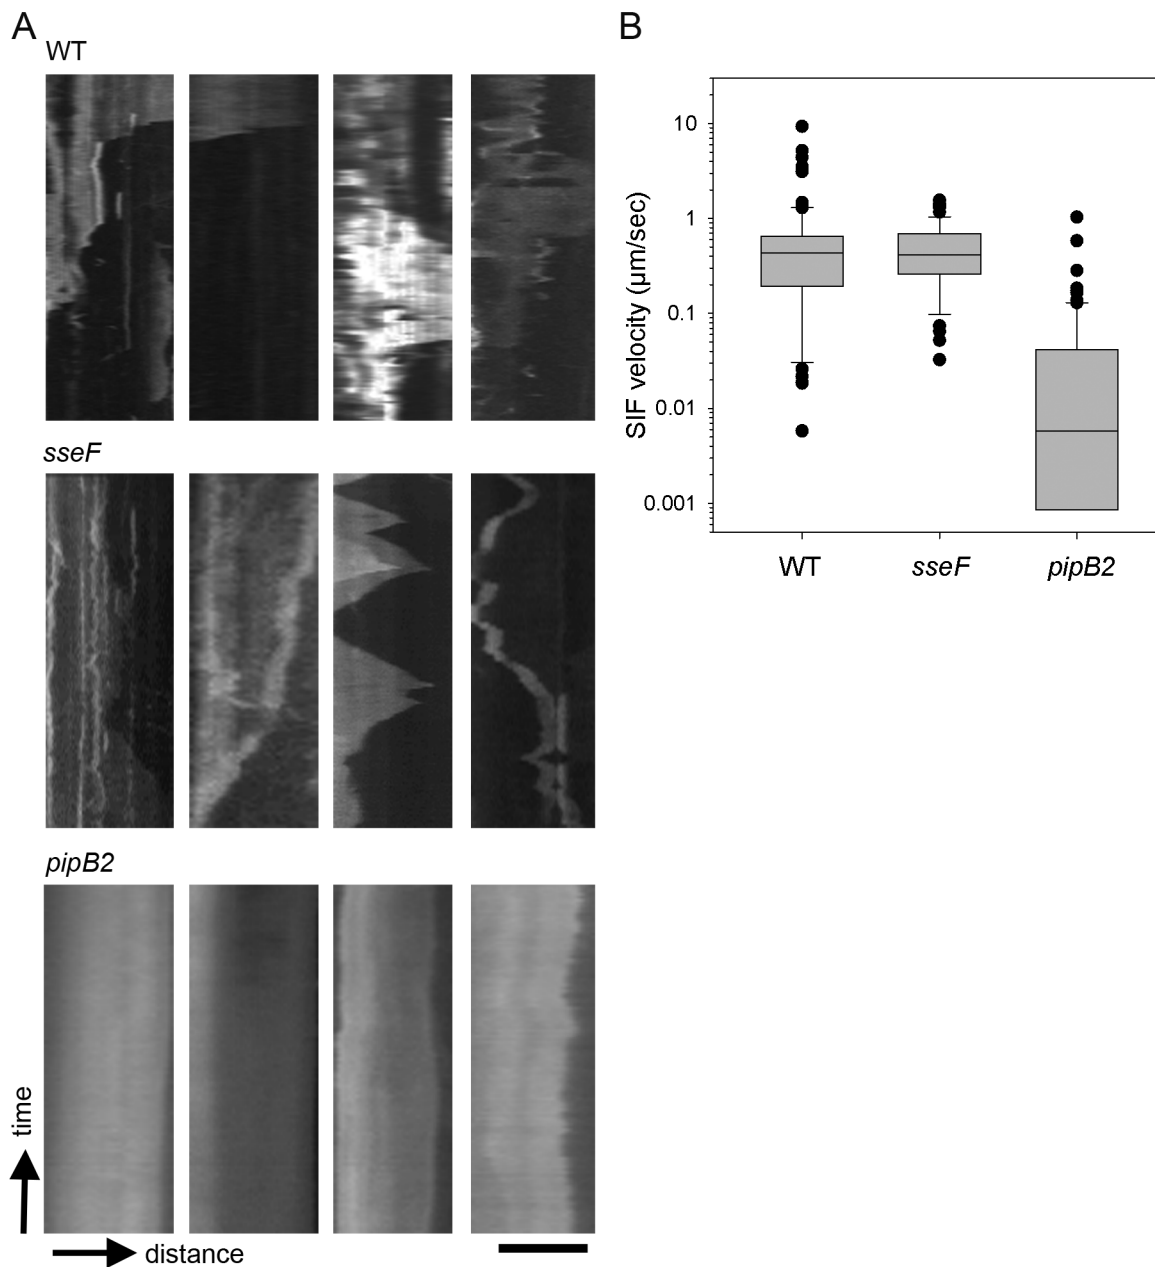 A
WT
sseF
pipB2
time
distance
B
SIF velocity (µm/sec)
10
1
0.1
0.01
0.001
WT
sseF
pipB2